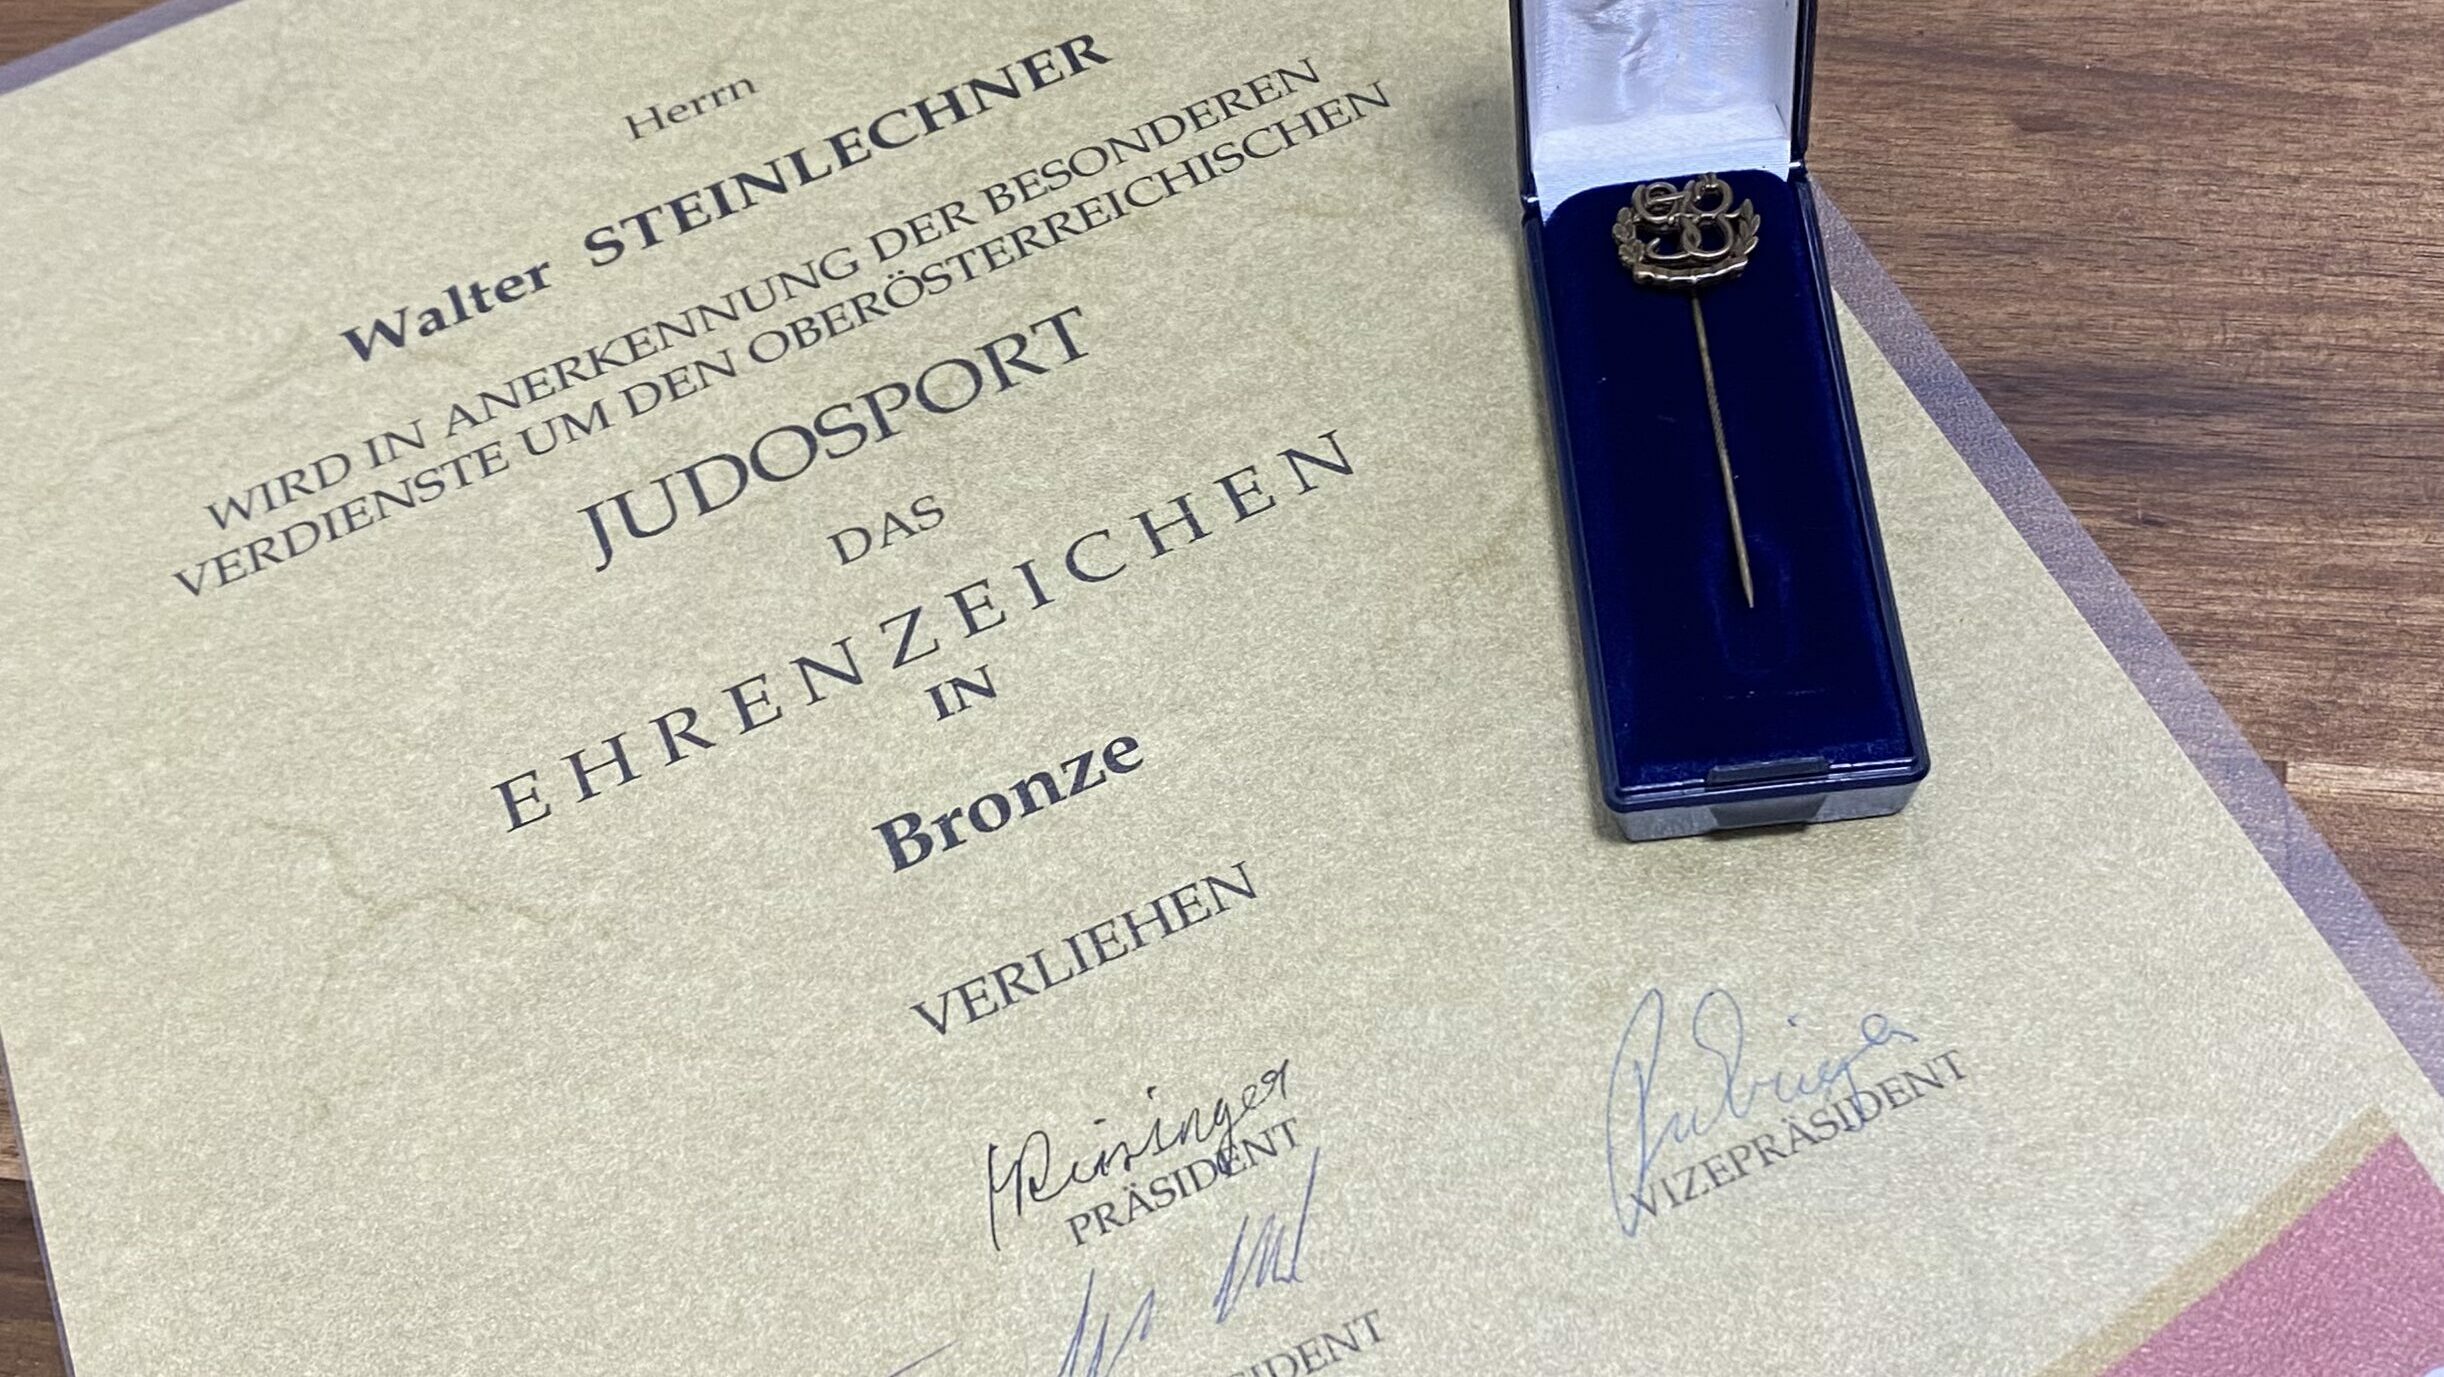 Herrn
Walter STEINLECHNER
WIRD IN ANERKENNUNG DER BESONDEREN
VERDIENSTE UM DEN OBERÖSTERREICHISCHEN
JUDOSPORT
DAS
EHRENZEICHEN
IN
Bronze
VERLIEHEN
Reisinger
PRÄSIDENT
VIZEPRÄSIDENT